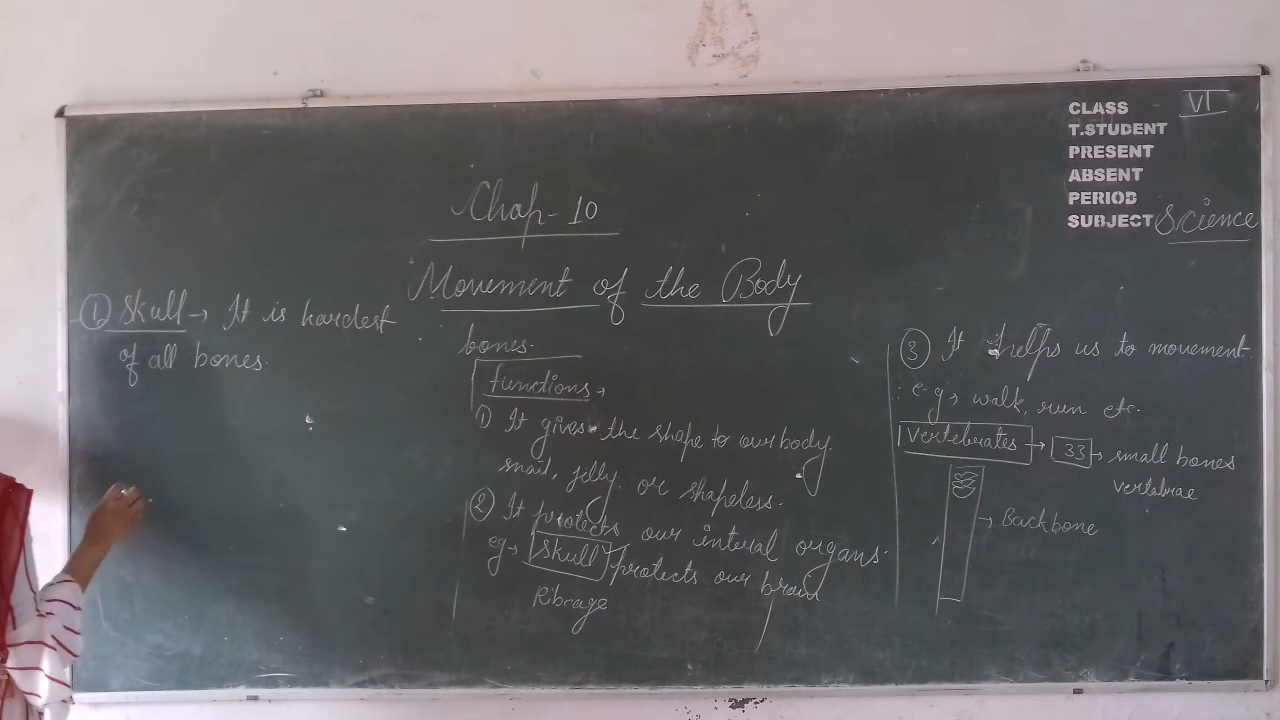 CLASS VI
T.STUDENT
PRESENT
ABSENT
PERIOD
SUBJECT Science
Chap-10
Movement of the Body
① Skull → It is hardest
of all bones.
bones.
functions →
① It gives the shape to our body.
snail, jelly or shapeless.
② It protects our interal organs.
eg → Skull protects our brain
Ribcage
③ It helps us to movement.
e.g → walk, run etc.
Vertebrates → 33 → small bones
vertebrae
→ Backbone